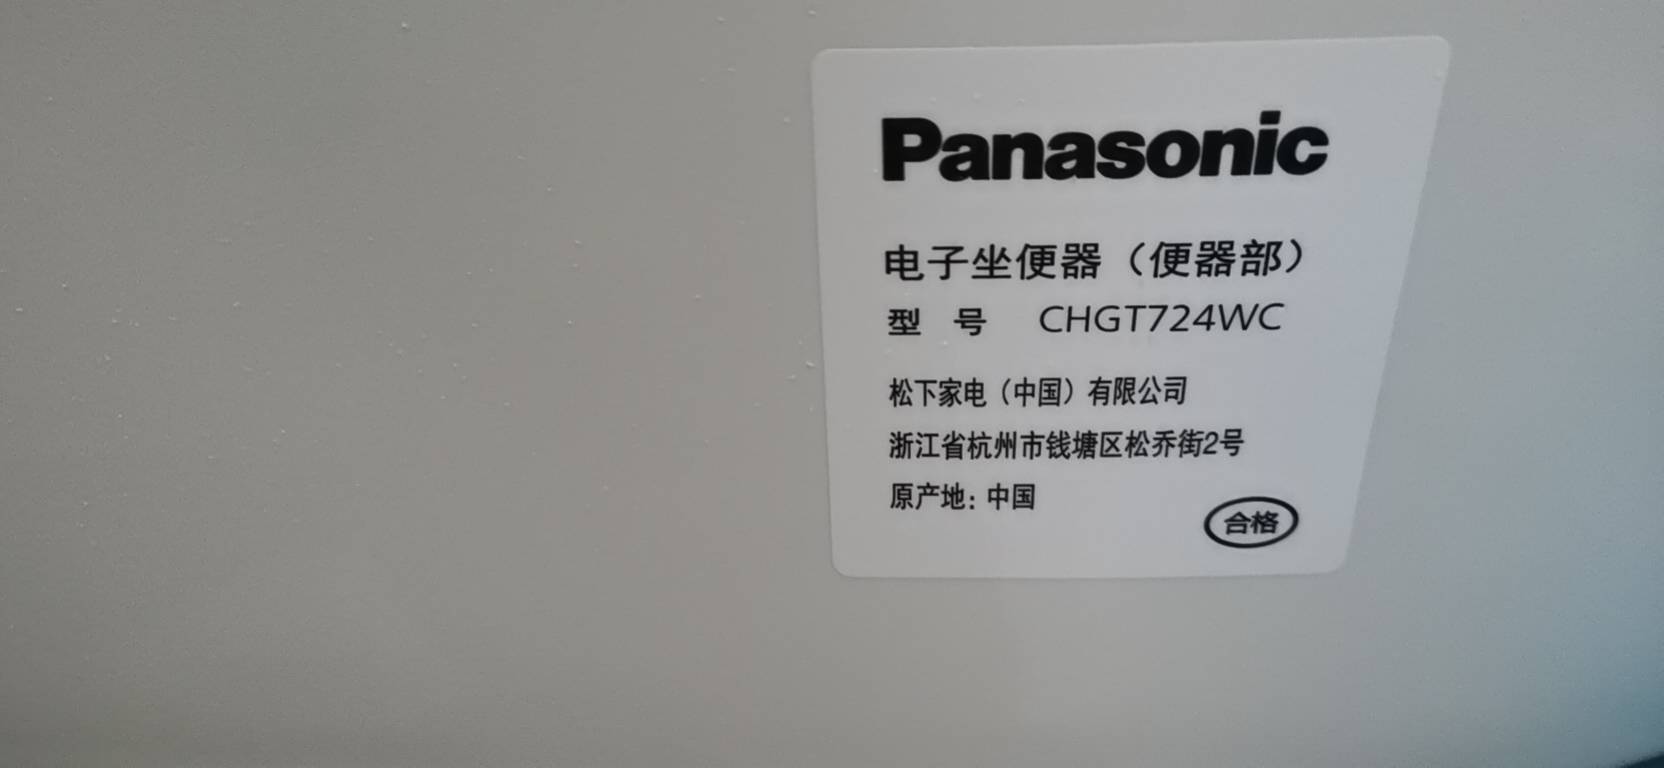 Panasonic
电子坐便器（便器部）
型 号 CHGT724WC
松下家电（中国）有限公司
浙江省杭州市钱塘区松乔街2号
原产地：中国
合格